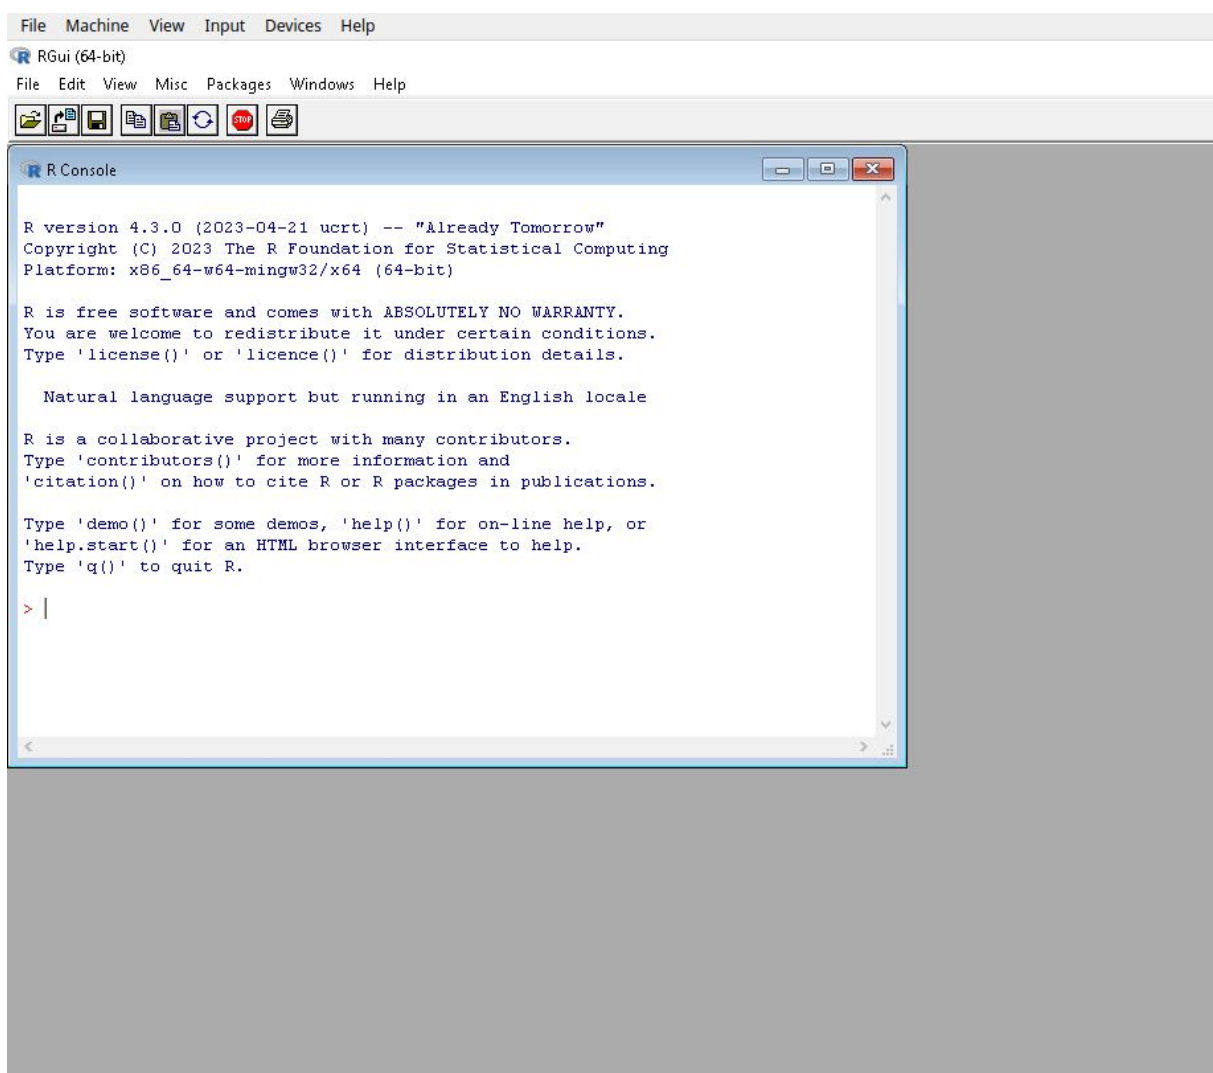 File Machine View Input Devices Help
RGui (64-bit)
File Edit View Misc Packages Windows Help
STOP
R Console
R version 4.3.0 (2023-04-21 ucrt) -- "Already Tomorrow"
Copyright (C) 2023 The R Foundation for Statistical Computing
Platform: x86_64-w64-mingw32/x64 (64-bit)
R is free software and comes with ABSOLUTELY NO WARRANTY.
You are welcome to redistribute it under certain conditions.
Type 'license()' or 'licence()' for distribution details.
Natural language support but running in an English locale
R is a collaborative project with many contributors.
Type 'contributors()' for more information and
'citation()' on how to cite R or R packages in publications.
Type 'demo()' for some demos, 'help()' for on-line help, or
'help.start()' for an HTML browser interface to help.
Type 'q()' to quit R.
>